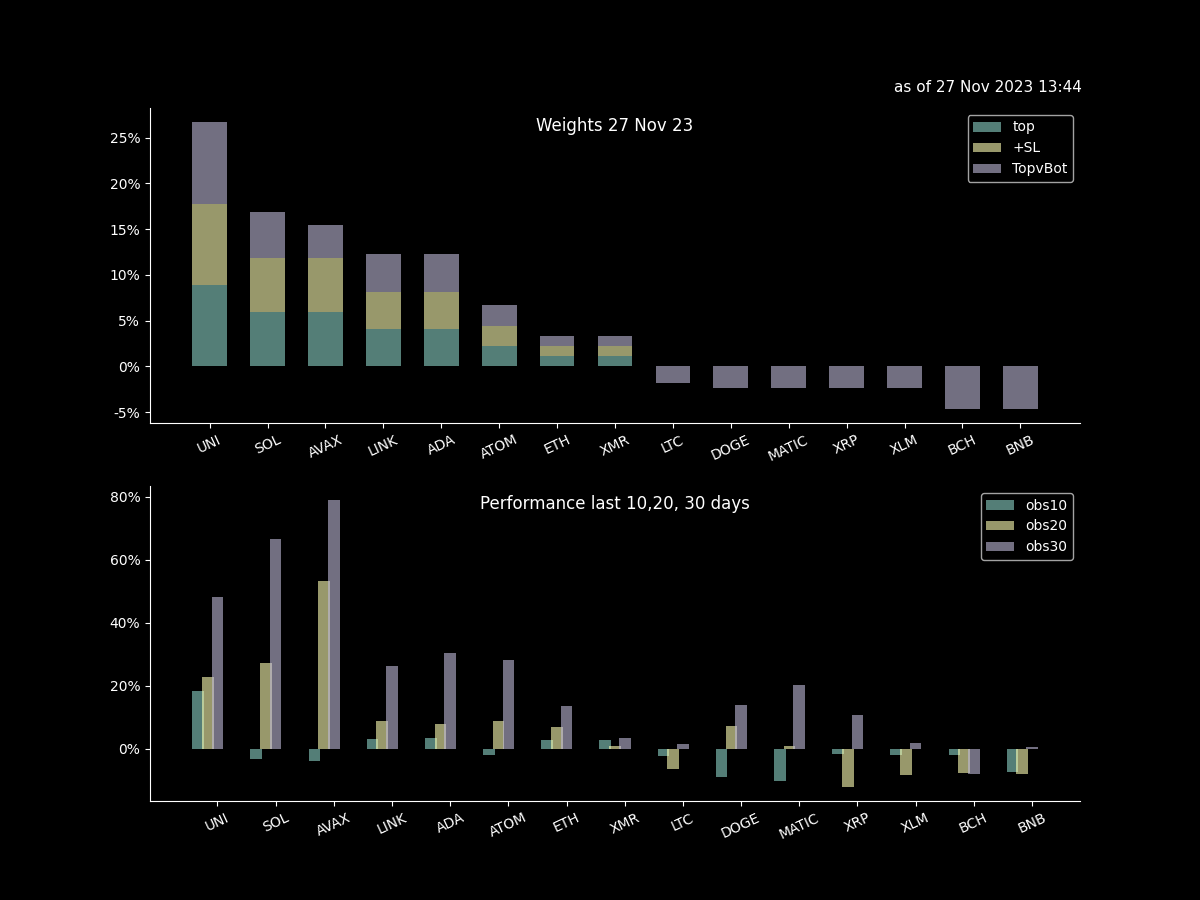 as of 27 Nov 2023 13:44
Weights 27 Nov 23
top
+SL
TopvBot
25%
20%
15%
10%
5%
0%
-5%
UNI SOL AVAX LINK ADA ATOM ETH XMR LTC DOGE MATIC XRP XLM BCH BNB
Performance last 10,20, 30 days
obs10
obs20
obs30
80%
60%
40%
20%
0%
UNI SOL AVAX LINK ADA ATOM ETH XMR LTC DOGE MATIC XRP XLM BCH BNB